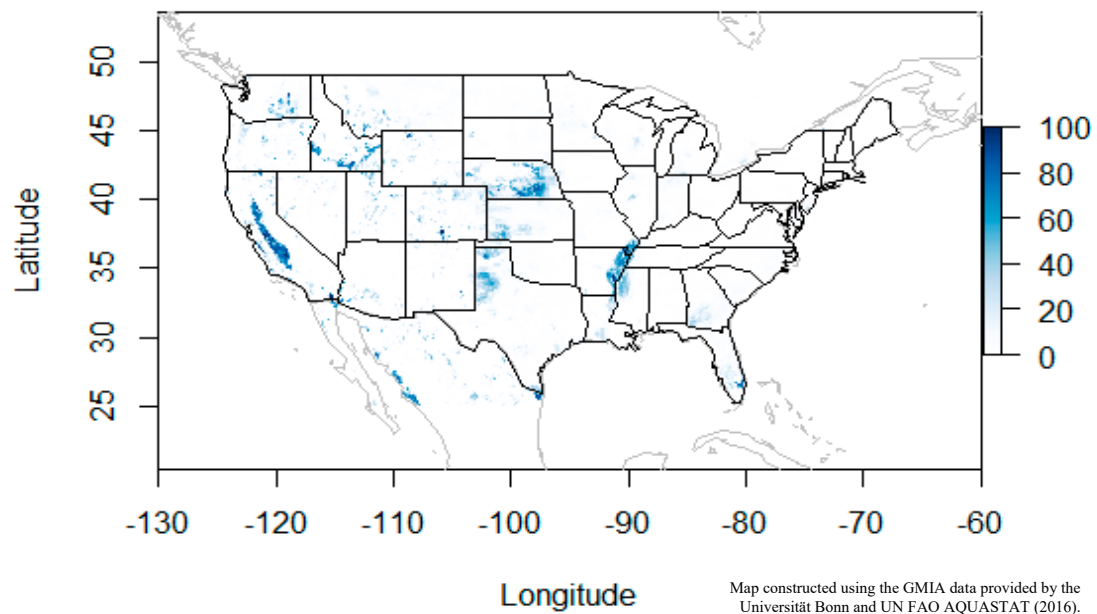 50
45
40
35
30
25
Latitude
100
80
60
40
20
0
-130 -120 -110 -100 -90 -80 -70 -60
Longitude
Map constructed using the GMIA data provided by the
Universität Bonn and UN FAO AQUASTAT (2016).